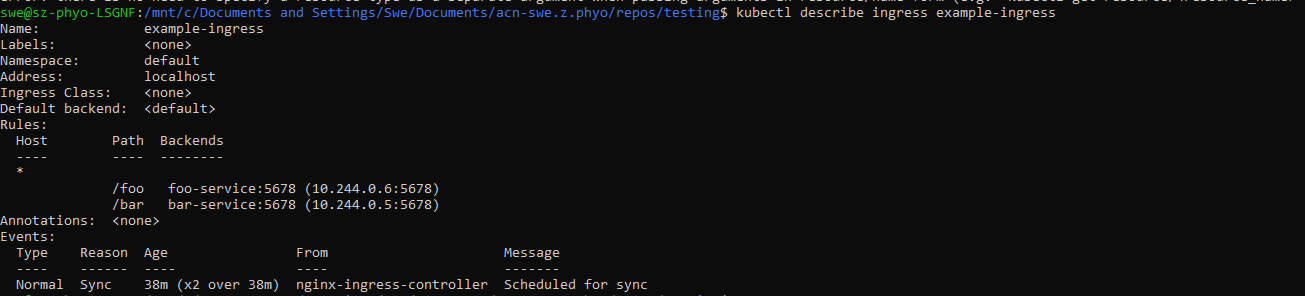 swe@sz-phyo-LSGNF:/mnt/c/Documents and Settings/Swe/Documents/acn-swe.z.phyo/repos/testing$ kubectl describe ingress example-ingress
Name:             example-ingress
Labels:           <none>
Namespace:        default
Address:          localhost
Ingress Class:    <none>
Default backend:  <default>
Rules:
  Host        Path  Backends
  ----        ----  --------
  *
              /foo   foo-service:5678 (10.244.0.6:5678)
              /bar   bar-service:5678 (10.244.0.5:5678)
Annotations:  <none>
Events:
  Type    Reason  Age                From                      Message
  ----    ------  ----               ----                      -------
  Normal  Sync    38m (x2 over 38m)  nginx-ingress-controller  Scheduled for sync